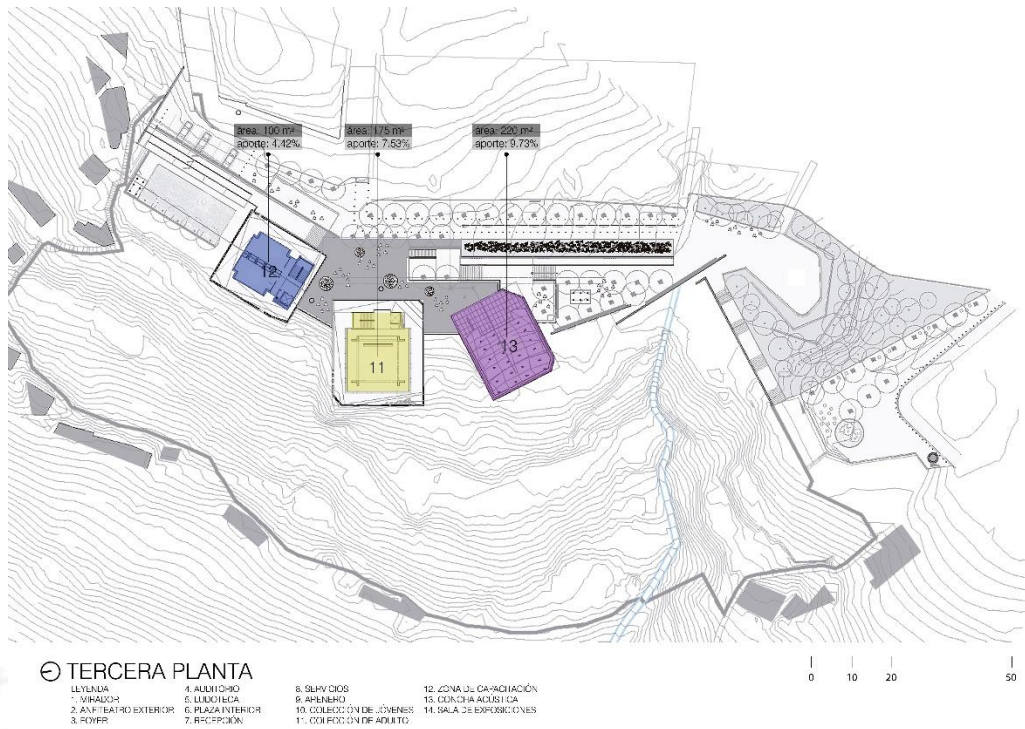 área: 100 m²
aporte: 4.42%
área: 175 m²
aporte: 7.53%
área: 220 m²
aporte: 9.73%
12
11
13
TERCERA PLANTA
LEYENDA
1. MIRADOR
2. ANFITEATRO EXTERIOR
3. FOYER
4. AUDITORIO
5. LUDOTECA
6. PLAZA INTERIOR
7. RECEPCIÓN
8. SERVICIOS
9. ARENERO
10. COLECCIÓN DE JÓVENES
11. COLECCIÓN DE ADULTO
12. ZONA DE CAPACITACIÓN
13. CONCHA ACÚSTICA
14. SALA DE EXPOSICIONES
0 10 20 50